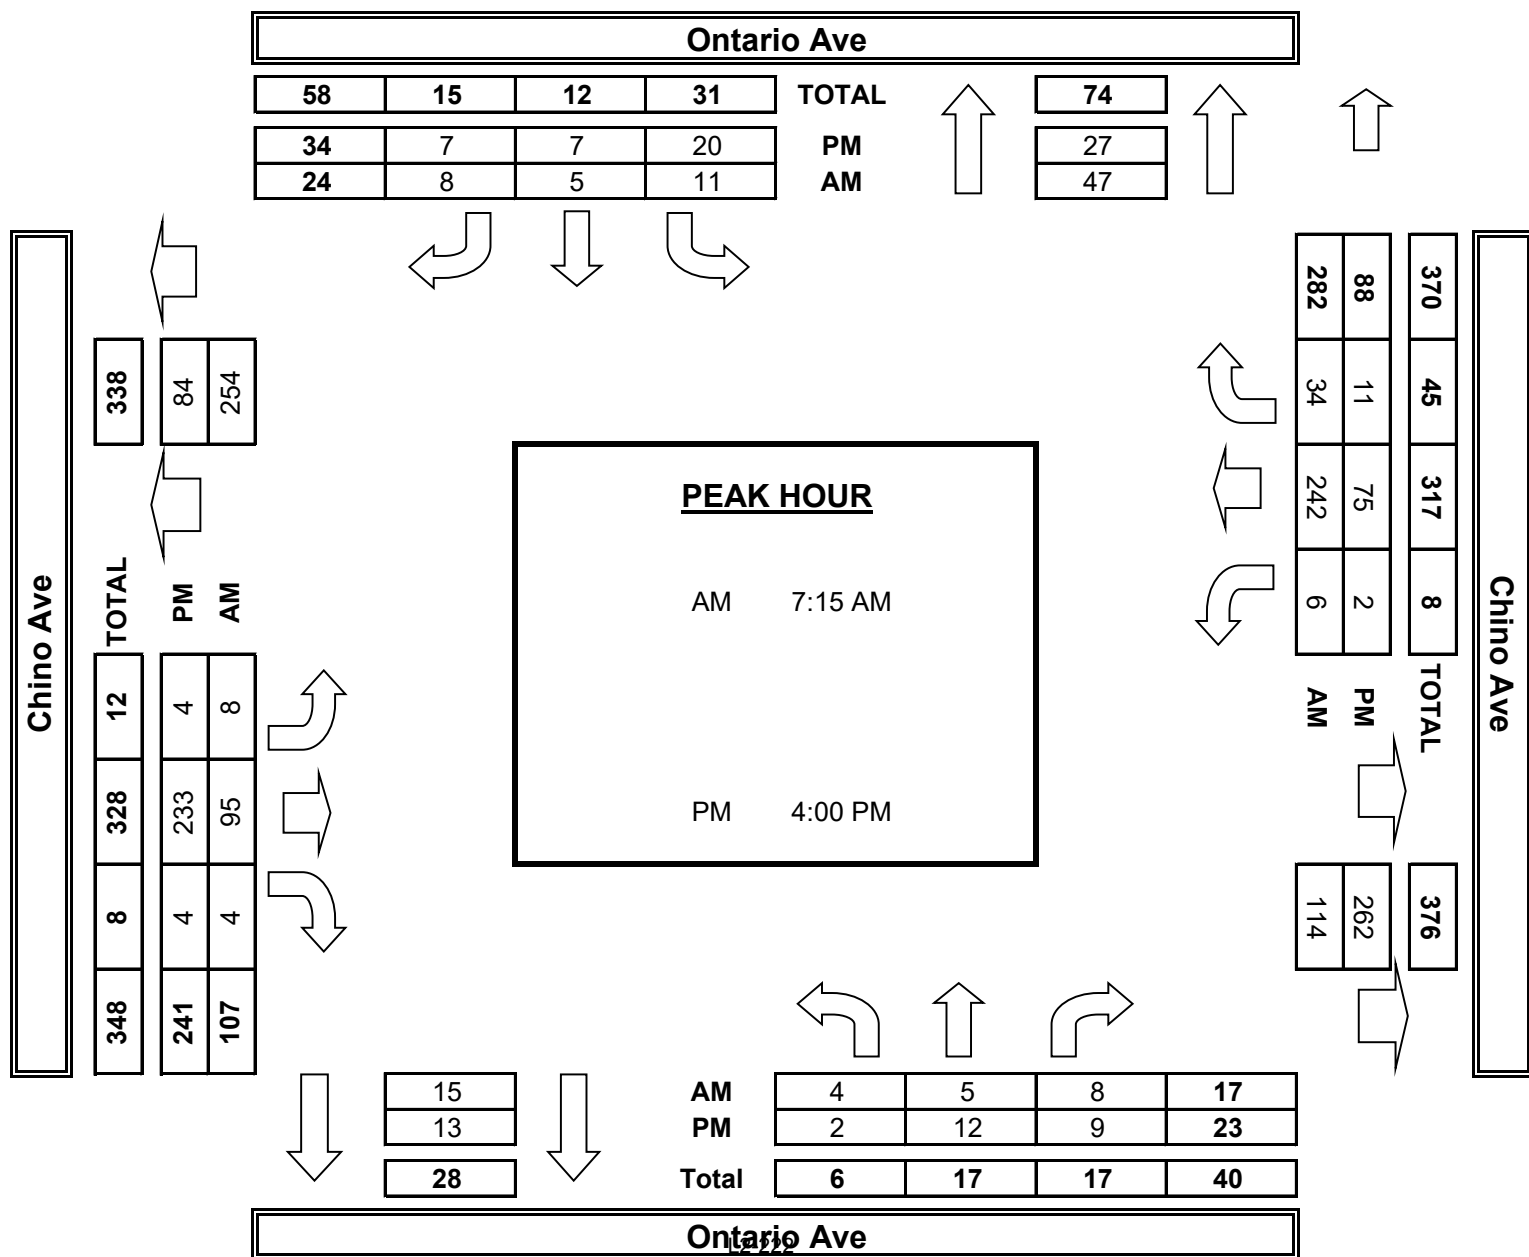 Ontario Ave
58 15 12 31 TOTAL 74
34 7 7 20 PM 27
24 8 5 11 AM 47
Chino Ave
338 84 254
TOTAL PM AM
12 4 8
328 233 95
8 4 4
348 241 107
PEAK HOUR
AM 7:15 AM
PM 4:00 PM
282 88 370
34 11 45
242 75 317
6 2 8
AM PM TOTAL
114 262 376
Chino Ave
15 AM 4 5 8 17
13 PM 2 12 9 23
28 Total 6 17 17 40
Ontario Ave
L2-222